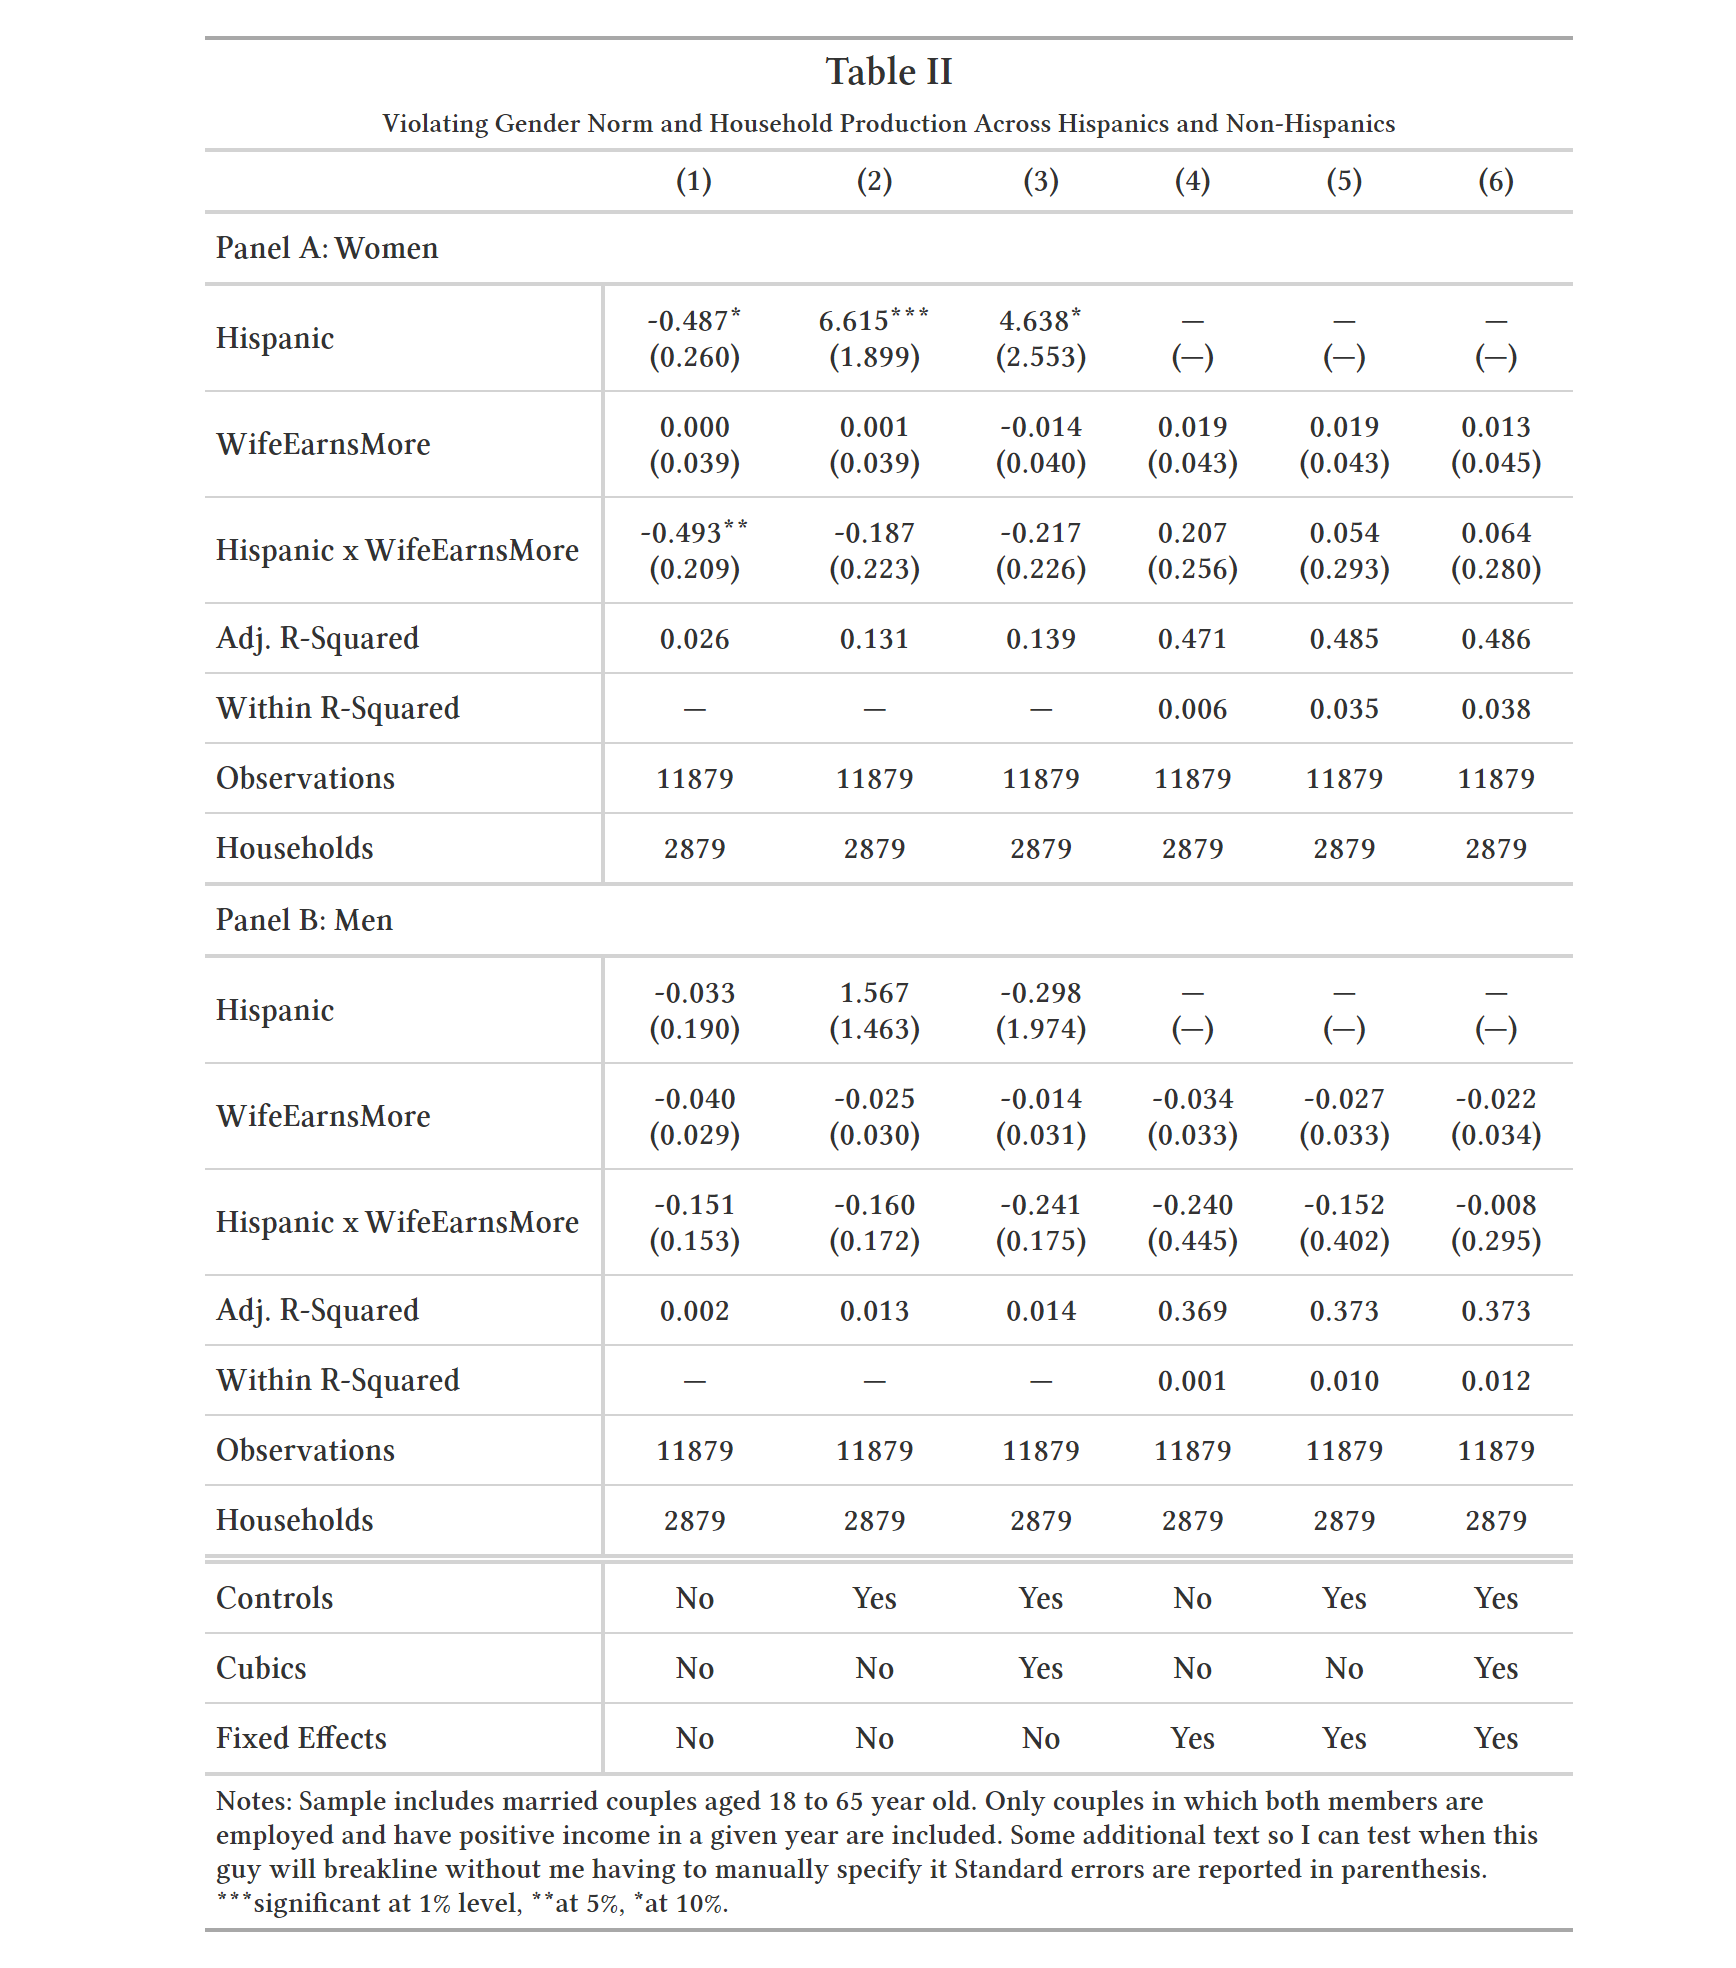 Table II
Violating Gender Norm and Household Production Across Hispanics and Non-Hispanics
(1) (2) (3) (4) (5) (6)
Panel A: Women
Hispanic -0.487* 6.615*** 4.638* — — —
(0.260) (1.899) (2.553) (—) (—) (—)
WifeEarnsMore 0.000 0.001 -0.014 0.019 0.019 0.013
(0.039) (0.039) (0.040) (0.043) (0.043) (0.045)
Hispanic x WifeEarnsMore -0.493** -0.187 -0.217 0.207 0.054 0.064
(0.209) (0.223) (0.226) (0.256) (0.293) (0.280)
Adj. R-Squared 0.026 0.131 0.139 0.471 0.485 0.486
Within R-Squared — — — 0.006 0.035 0.038
Observations 11879 11879 11879 11879 11879 11879
Households 2879 2879 2879 2879 2879 2879
Panel B: Men
Hispanic -0.033 1.567 -0.298 — — —
(0.190) (1.463) (1.974) (—) (—) (—)
WifeEarnsMore -0.040 -0.025 -0.014 -0.034 -0.027 -0.022
(0.029) (0.030) (0.031) (0.033) (0.033) (0.034)
Hispanic x WifeEarnsMore -0.151 -0.160 -0.241 -0.240 -0.152 -0.008
(0.153) (0.172) (0.175) (0.445) (0.402) (0.295)
Adj. R-Squared 0.002 0.013 0.014 0.369 0.373 0.373
Within R-Squared — — — 0.001 0.010 0.012
Observations 11879 11879 11879 11879 11879 11879
Households 2879 2879 2879 2879 2879 2879
Controls No Yes Yes No Yes Yes
Cubics No No Yes No No Yes
Fixed Effects No No No Yes Yes Yes
Notes: Sample includes married couples aged 18 to 65 year old. Only couples in which both members are
employed and have positive income in a given year are included. Some additional text so I can test when this
guy will breakline without me having to manually specify it Standard errors are reported in parenthesis.
***significant at 1% level, **at 5%, *at 10%.